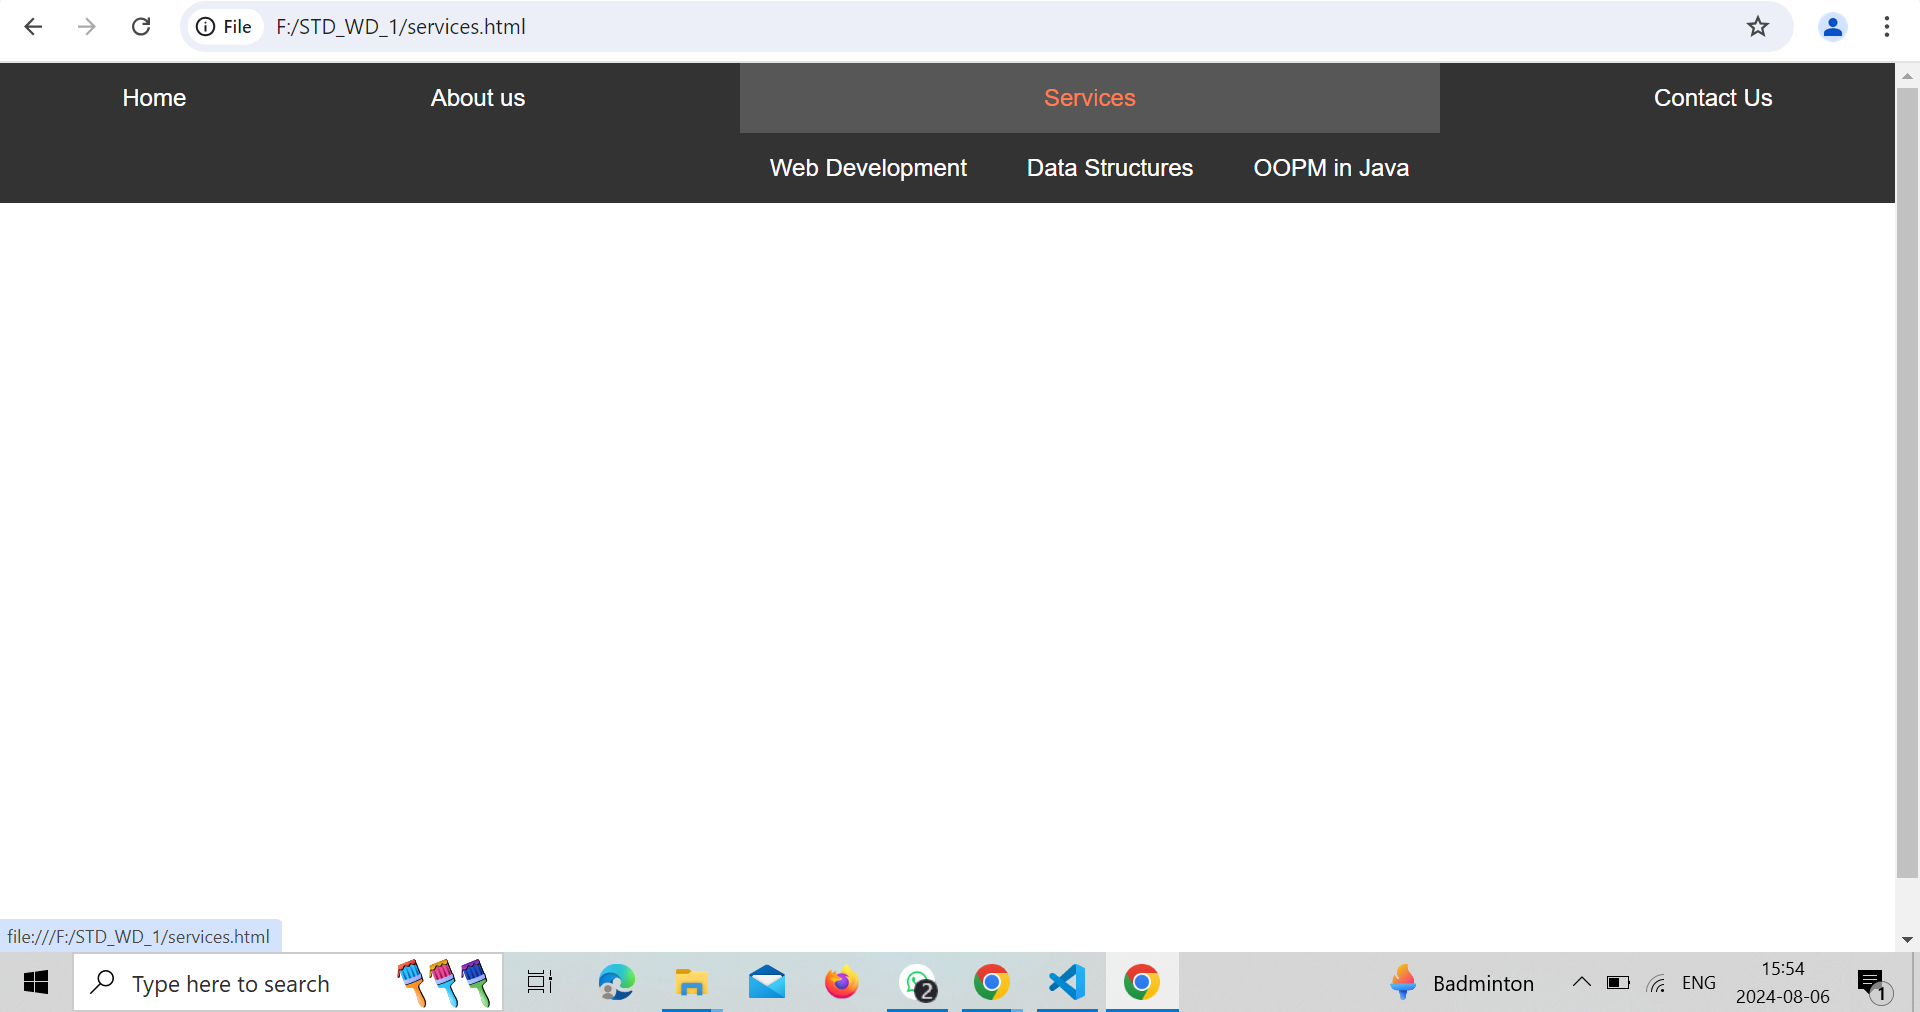 File F:/STD_WD_1/services.html
Home About us Services Contact Us
Web Development Data Structures OOPM in Java
file:///F:/STD_WD_1/services.html
Type here to search 2 Badminton ENG 15:54
2024-08-06 1